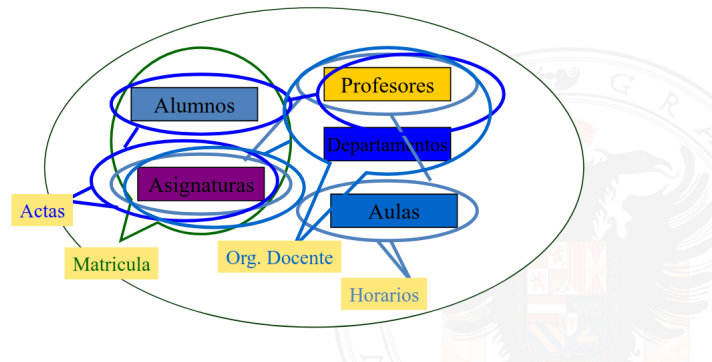 Alumnos
Profesores
Departamentos
Asignaturas
Aulas
Actas
Matricula
Org. Docente
Horarios